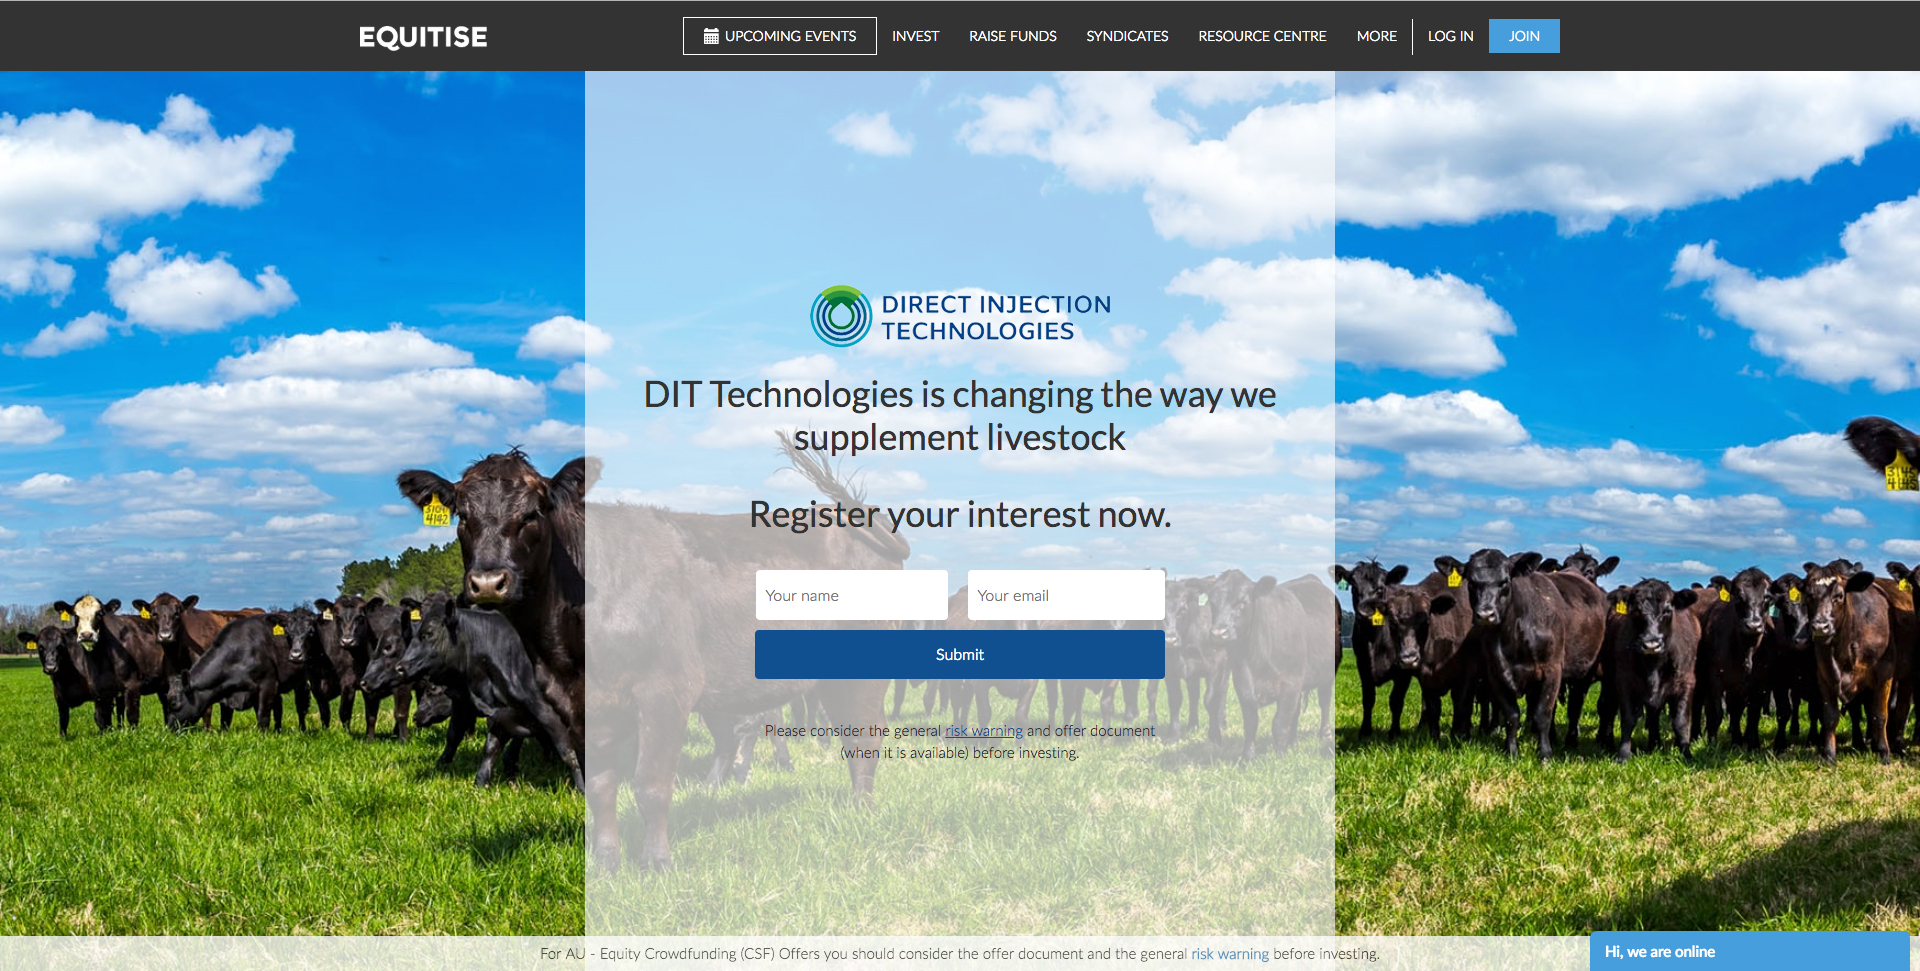 EQUITISE
UPCOMING EVENTS
INVEST
RAISE FUNDS
SYNDICATES
RESOURCE CENTRE
MORE
LOG IN
JOIN
DIRECT INJECTION
TECHNOLOGIES
DIT Technologies is changing the way we
supplement livestock
Register your interest now.
Your name
Your email
Submit
Please consider the general risk warning and offer document
(when it is available) before investing.
4142
For AU - Equity Crowdfunding (CSF) Offers you should consider the offer document and the general risk warning before investing.
Hi, we are online